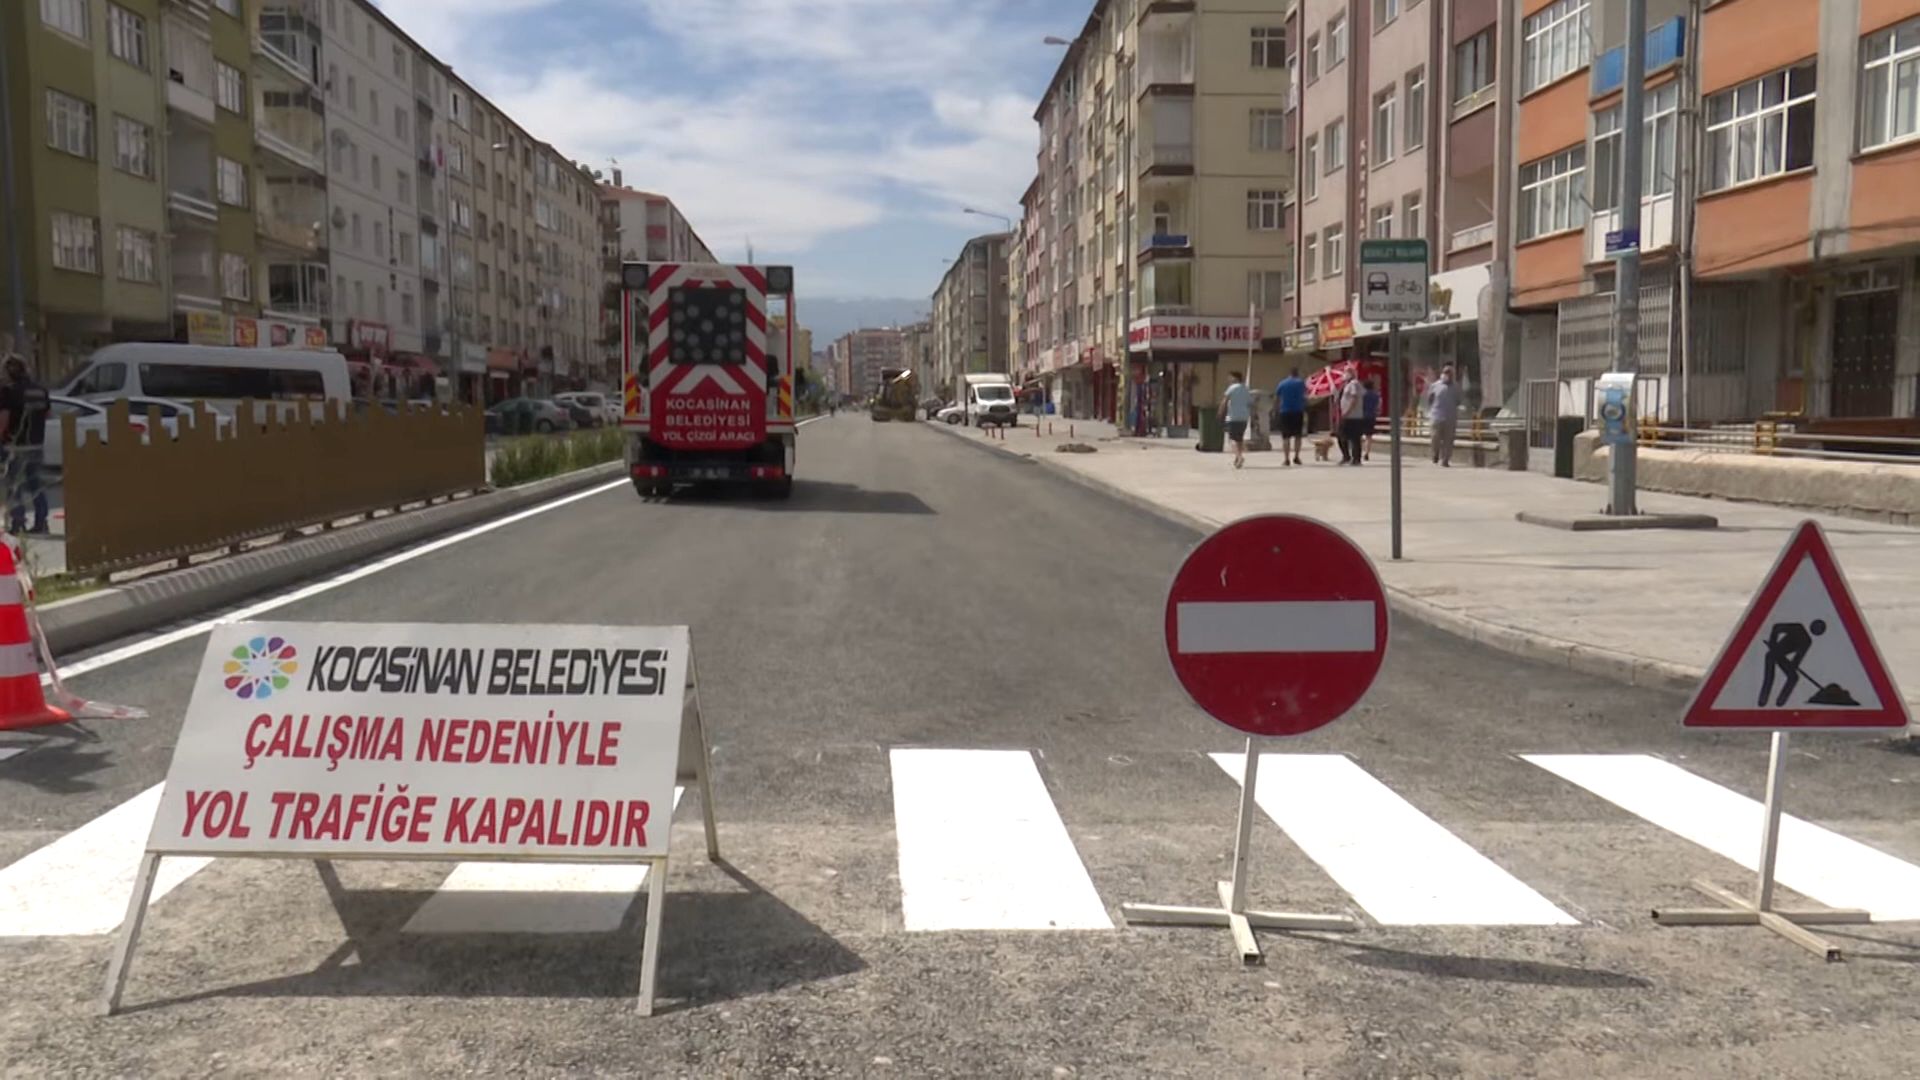 KOCASİNAN
BELEDİYESİ
YOL ÇİZGİ ARACI
BEKİR IŞIK
PAYLAŞIMLI YOL
KOCASİNAN BELEDİYESİ
ÇALIŞMA NEDENİYLE
YOL TRAFİĞE KAPALIDIR